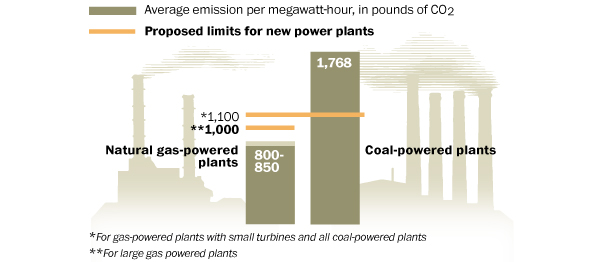 Average emission per megawatt-hour, in pounds of CO2
Proposed limits for new power plants
1,768
*1,100
**1,000
Natural gas-powered
plants
800-
850
Coal-powered plants
*For gas-powered plants with small turbines and all coal-powered plants
**For large gas powered plants